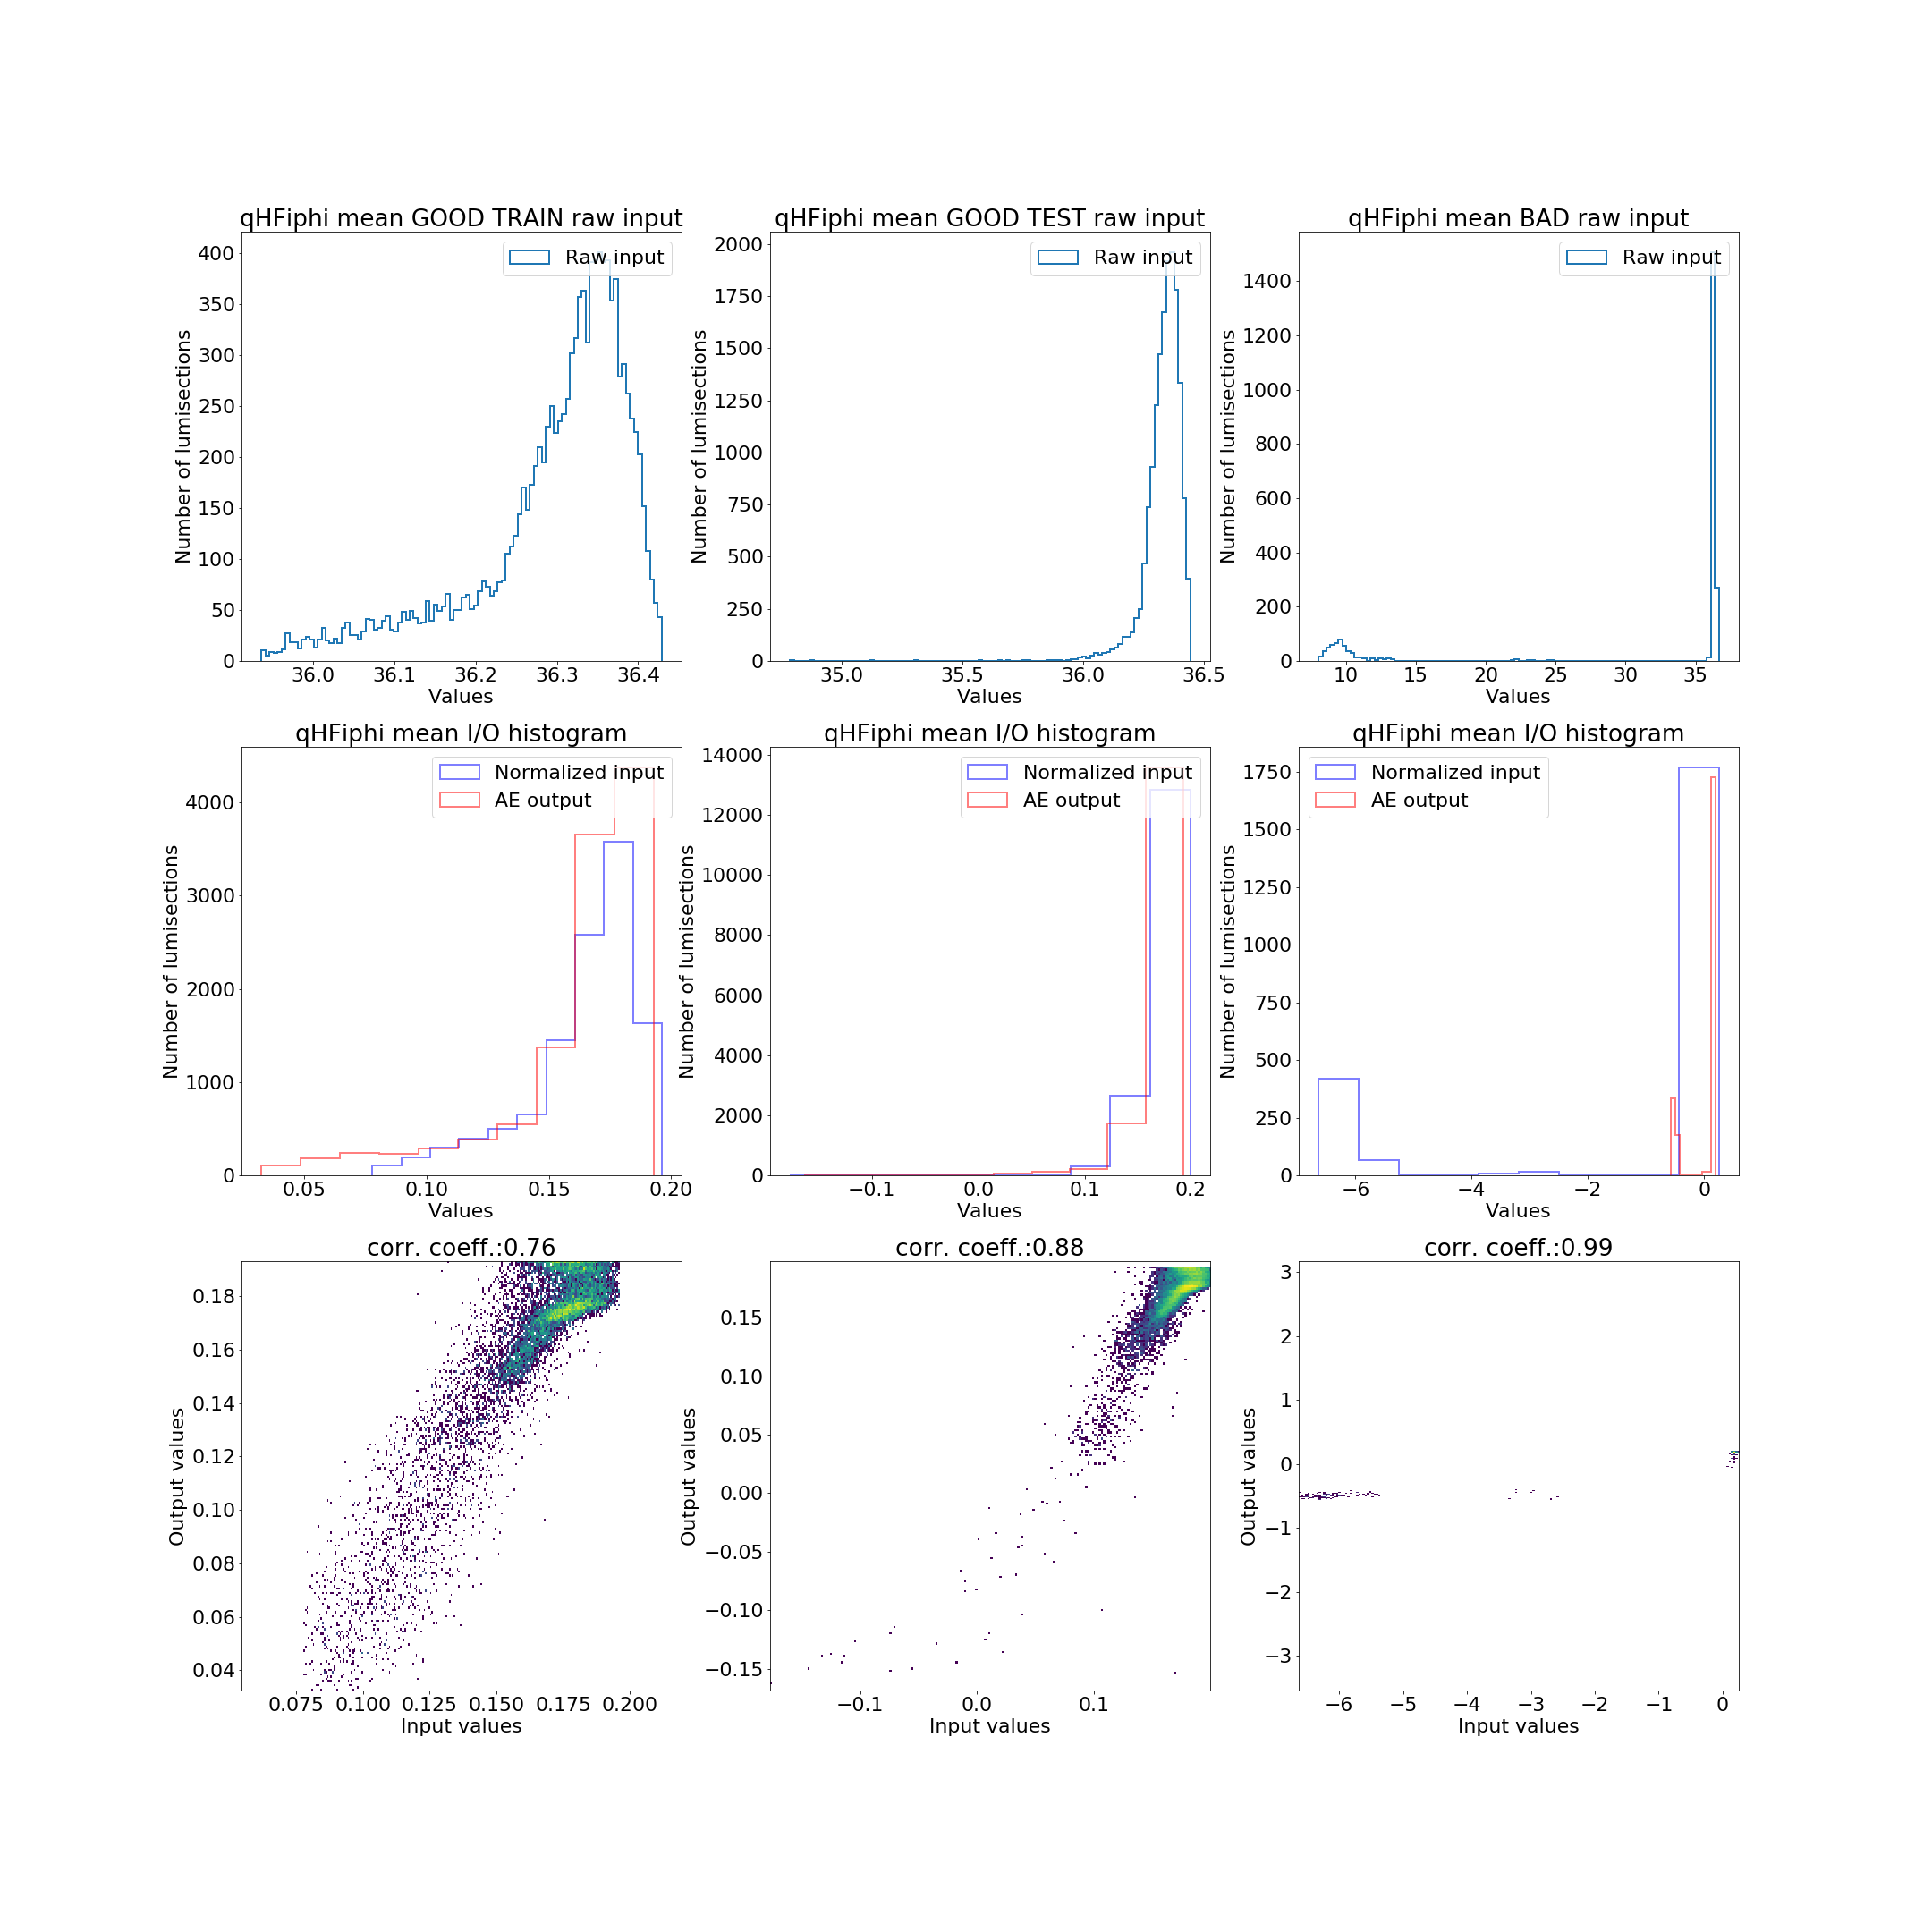 qHFiphi mean GOOD TRAIN raw input
Raw input
400
350
300
250
200
150
100
50
0
Number of lumisections
36.0 36.1 36.2 36.3 36.4
Values
qHFiphi mean GOOD TEST raw input
Raw input
2000
1750
1500
1250
1000
750
500
250
0
Number of lumisections
35.0 35.5 36.0 36.5
Values
qHFiphi mean BAD raw input
Raw input
1400
1200
1000
800
600
400
200
0
Number of lumisections
10 15 20 25 30 35
Values
qHFiphi mean I/O histogram
Normalized input
AE output
4000
3000
2000
1000
0
Number of lumisections
0.05 0.10 0.15 0.20
Values
qHFiphi mean I/O histogram
Normalized input
AE output
14000
12000
10000
8000
6000
4000
2000
0
Number of lumisections
−0.1 0.0 0.1 0.2
Values
qHFiphi mean I/O histogram
Normalized input
AE output
1750
1500
1250
1000
750
500
250
0
Number of lumisections
−6 −4 −2 0
Values
corr. coeff.:0.76
0.18
0.16
0.14
0.12
0.10
0.08
0.06
0.04
Output values
0.075 0.100 0.125 0.150 0.175 0.200
Input values
corr. coeff.:0.88
0.15
0.10
0.05
0.00
−0.05
−0.10
−0.15
Output values
−0.1 0.0 0.1
Input values
corr. coeff.:0.99
3
2
1
0
−1
−2
−3
Output values
−6 −5 −4 −3 −2 −1 0
Input values